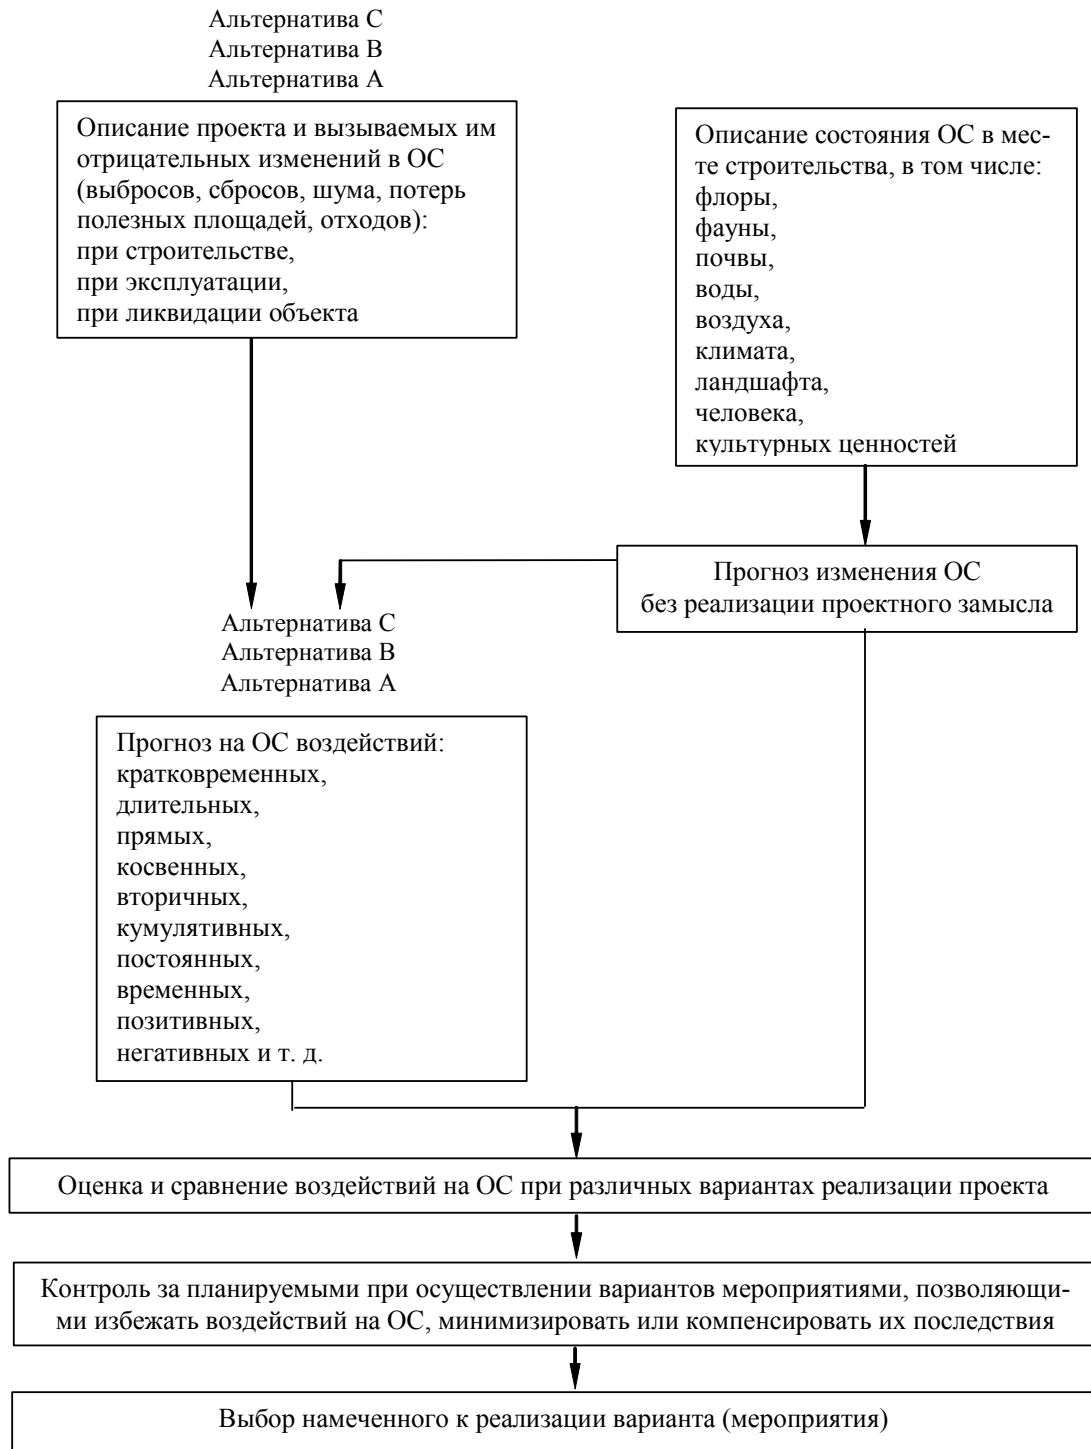 Альтернатива С
Альтернатива В
Альтернатива А
Описание проекта и вызываемых им
отрицательных изменений в ОС
(выбросов, сбросов, шума, потерь
полезных площадей, отходов):
при строительстве,
при эксплуатации,
при ликвидации объекта
Описание состояния ОС в мес-
те строительства, в том числе:
флоры,
фауны,
почвы,
воды,
воздуха,
климата,
ландшафта,
человека,
культурных ценностей
Прогноз изменения ОС
без реализации проектного замысла
Альтернатива С
Альтернатива В
Альтернатива А
Прогноз на ОС воздействий:
кратковременных,
длительных,
прямых,
косвенных,
вторичных,
кумулятивных,
постоянных,
временных,
позитивных,
негативных и т. д.
Оценка и сравнение воздействий на ОС при различных вариантах реализации проекта
Контроль за планируемыми при осуществлении вариантов мероприятиями, позволяющи-
ми избежать воздействий на ОС, минимизировать или компенсировать их последствия
Выбор намеченного к реализации варианта (мероприятия)